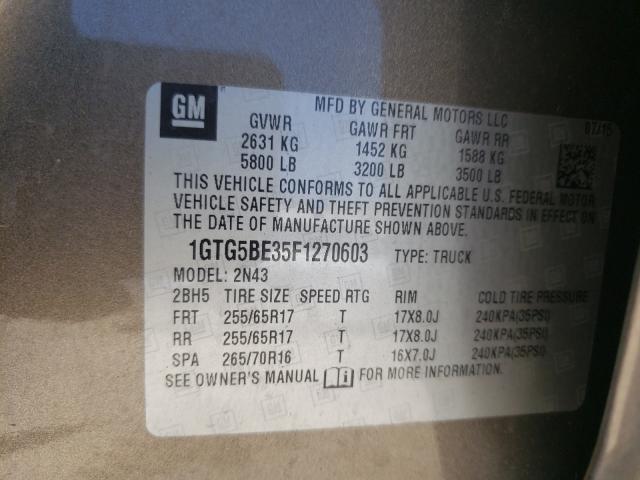 GM
MFD BY GENERAL MOTORS LLC
07/15
GVWR GAWR FRT GAWR RR
2631 KG 1452 KG 1588 KG
5800 LB 3200 LB 3500 LB
THIS VEHICLE CONFORMS TO ALL APPLICABLE U.S. FEDERAL MOTOR
VEHICLE SAFETY AND THEFT PREVENTION STANDARDS IN EFFECT ON
THE DATE OF MANUFACTURE SHOWN ABOVE.
1GTG5BE35F1270603 TYPE: TRUCK
MODEL: 2N43
2BH5 TIRE SIZE SPEED RTG RIM COLD TIRE PRESSURE
FRT 255/65R17 T 17X8.0J 240KPA(35PSI)
RR 255/65R17 T 17X8.0J 240KPA(35PSI)
SPA 265/70R16 T 16X7.0J 240KPA(35PSI)
SEE OWNER'S MANUAL FOR MORE INFORMATION.